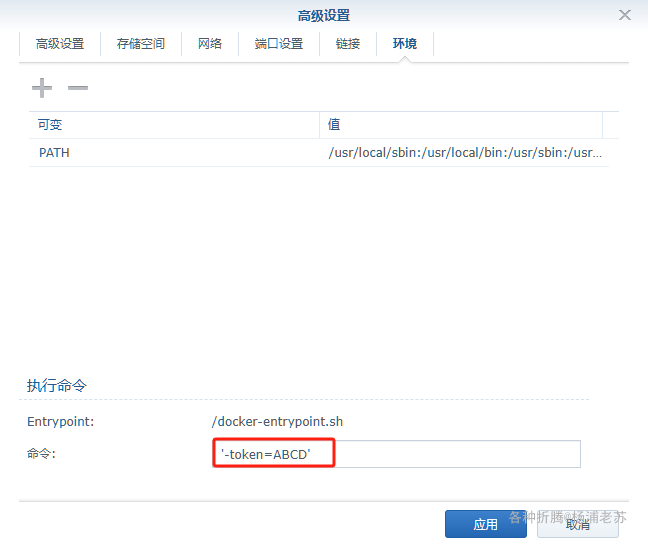 高级设置
高级设置 存储空间 网络 端口设置 链接 环境
可变 值
PATH /usr/local/sbin:/usr/local/bin:/usr/sbin:/usr...
执行命令
Entrypoint: /docker-entrypoint.sh
命令: '-token=ABCD'
应用 取消
各种折腾@杨浦老苏